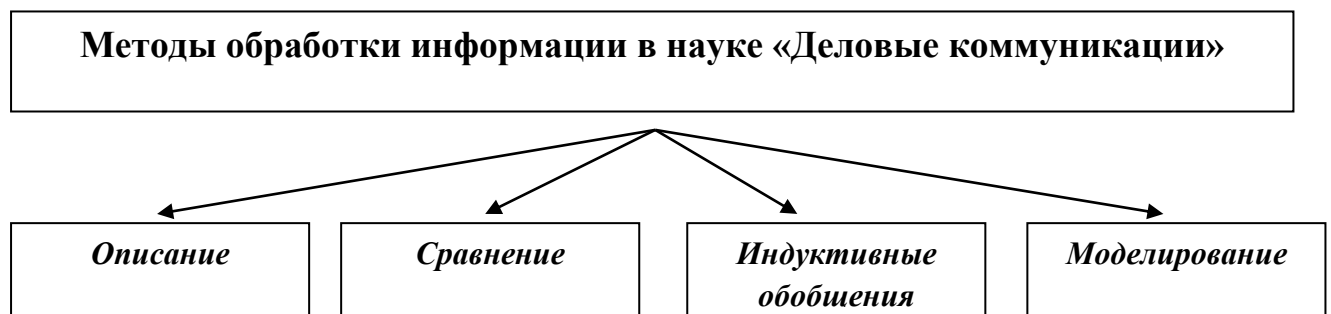 Методы обработки информации в науке «Деловые коммуникации»
Описание
Сравнение
Индуктивные
обобщения
Моделирование